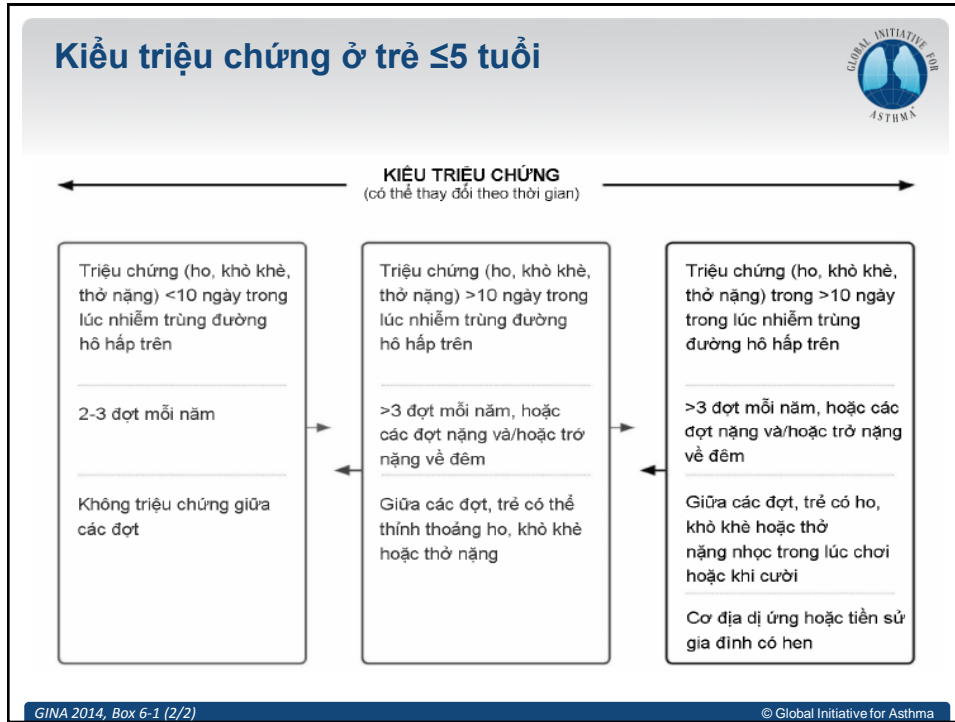 Kiểu triệu chứng ở trẻ ≤5 tuổi
GLOBAL INITIATIVE FOR
ASTHMA
KIỂU TRIỆU CHỨNG
(có thể thay đổi theo thời gian)
Triệu chứng (ho, khò khè,
thở nặng) <10 ngày trong
lúc nhiễm trùng đường
hô hấp trên
2-3 đợt mỗi năm
Không triệu chứng giữa
các đợt
Triệu chứng (ho, khò khè,
thở nặng) >10 ngày trong
lúc nhiễm trùng đường
hô hấp trên
>3 đợt mỗi năm, hoặc
các đợt nặng và/hoặc trở
nặng về đêm
Giữa các đợt, trẻ có thể
thỉnh thoảng ho, khò khè
hoặc thở nặng
Triệu chứng (ho, khò khè,
thở nặng) trong >10 ngày
trong lúc nhiễm trùng
đường hô hấp trên
>3 đợt mỗi năm, hoặc các
đợt nặng và/hoặc trở nặng
về đêm
Giữa các đợt, trẻ có ho,
khò khè hoặc thở
nặng nhọc trong lúc chơi
hoặc khi cười
Cơ địa dị ứng hoặc tiền sử
gia đình có hen
GINA 2014, Box 6-1 (2/2)
© Global Initiative for Asthma